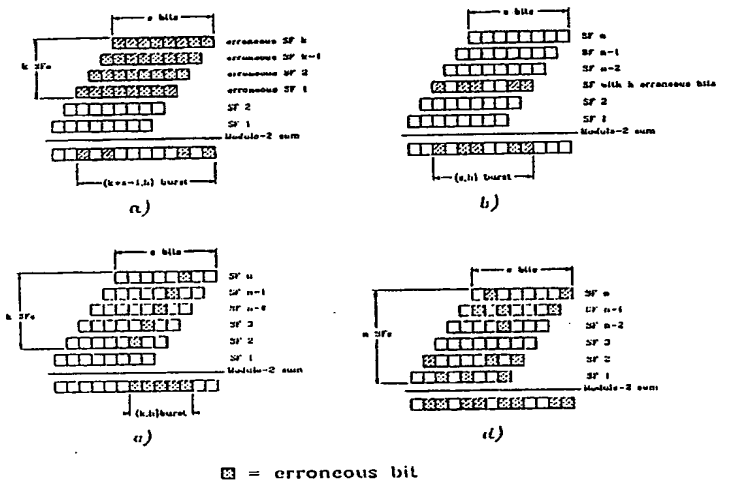 s bits
k SFs
erroneous SF k
erroneous SF k-1
erroneous SF 2
erroneous SF 1
SF 2
SF 1
Modulo-2 sum
(k+s-1,h) burst
a)
s bits
SF n
SF n-1
SF n-2
SF with h erroneous bits
SF 2
SF 1
Modulo-2 sum
(s,h) burst
b)
s bits
k SFs
SF n
SF n-1
SF 3
SF 2
SF 1
Modulo-2 sum
(k,h)burst
s bits
n SFs
SF n
SF n-1
SF n-2
SF 3
SF 2
SF 1
Modulo-2 sum
d)
= erroneous bit